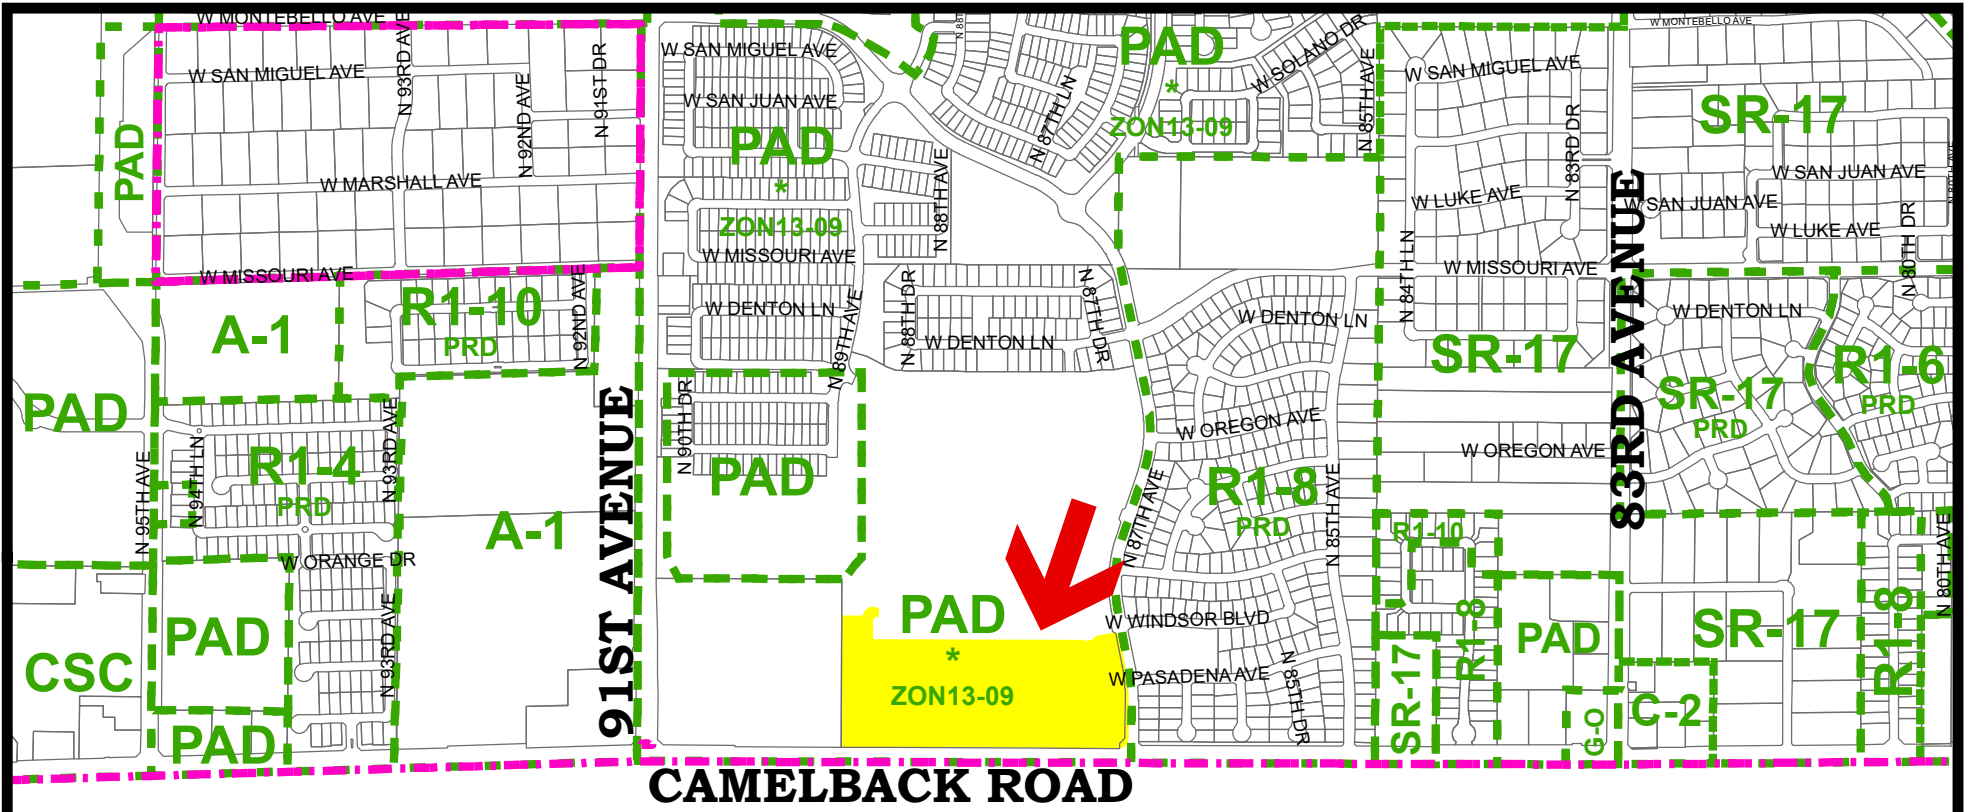 W MONTEBELLO AVE
W SAN MIGUEL AVE
N 93RD AVE
N 92ND AVE
N 91ST DR
W MARSHALL AVE
W MISSOURI AVE
PAD
A-1
R1-10
PRD
N 92ND AVE
PAD
R1-4
PRD
N 95TH AVE
N 94TH LN
N 93RD AVE
W ORANGE DR
A-1
N 93RD AVE
PAD
CSC
PAD
91ST AVENUE
W SAN MIGUEL AVE
W SAN JUAN AVE
PAD
*
ZON13-09
W MISSOURI AVE
W DENTON LN
N 89TH AVE
N 88TH AVE
N 88TH DR
W DENTON LN
N 87TH DR
N 87TH LN
N 90TH DR
PAD
PAD
*
ZON13-09
W SOLANO DR
N 85TH AVE
PAD
*
ZON13-09
W DENTON LN
W OREGON AVE
R1-8
PRD
N 87TH AVE
N 85TH AVE
W WINDSOR BLVD
W PASADENA AVE
N 85TH DR
W SAN MIGUEL AVE
N 83RD DR
W LUKE AVE
N 84TH LN
W MISSOURI AVE
SR-17
W OREGON AVE
R1-10
R1-8
SR-17
PAD
G-O
C-2
83RD AVENUE
W MONTEBELLO AVE
SR-17
W SAN JUAN AVE
W SAN JUAN AVE
W LUKE AVE
N 80TH DR
W DENTON LN
SR-17
PRD
R1-6
PRD
SR-17
R1-8
N 80TH AVE
CAMELBACK ROAD